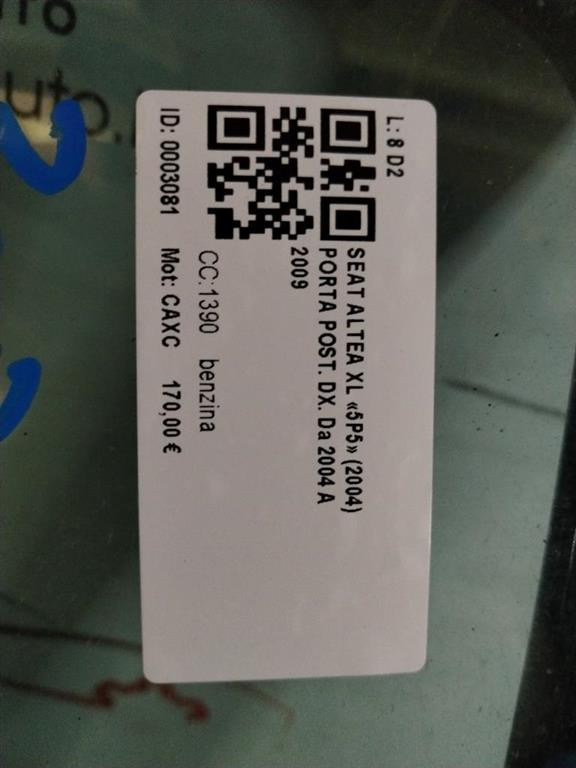 L: 8 D2
SEAT ALTEA XL «5P5» (2004)
PORTA POST. DX. Da 2004 A
2009
CC:1390 benzina
ID: 0003081 Mot: CAXC 170,00 €